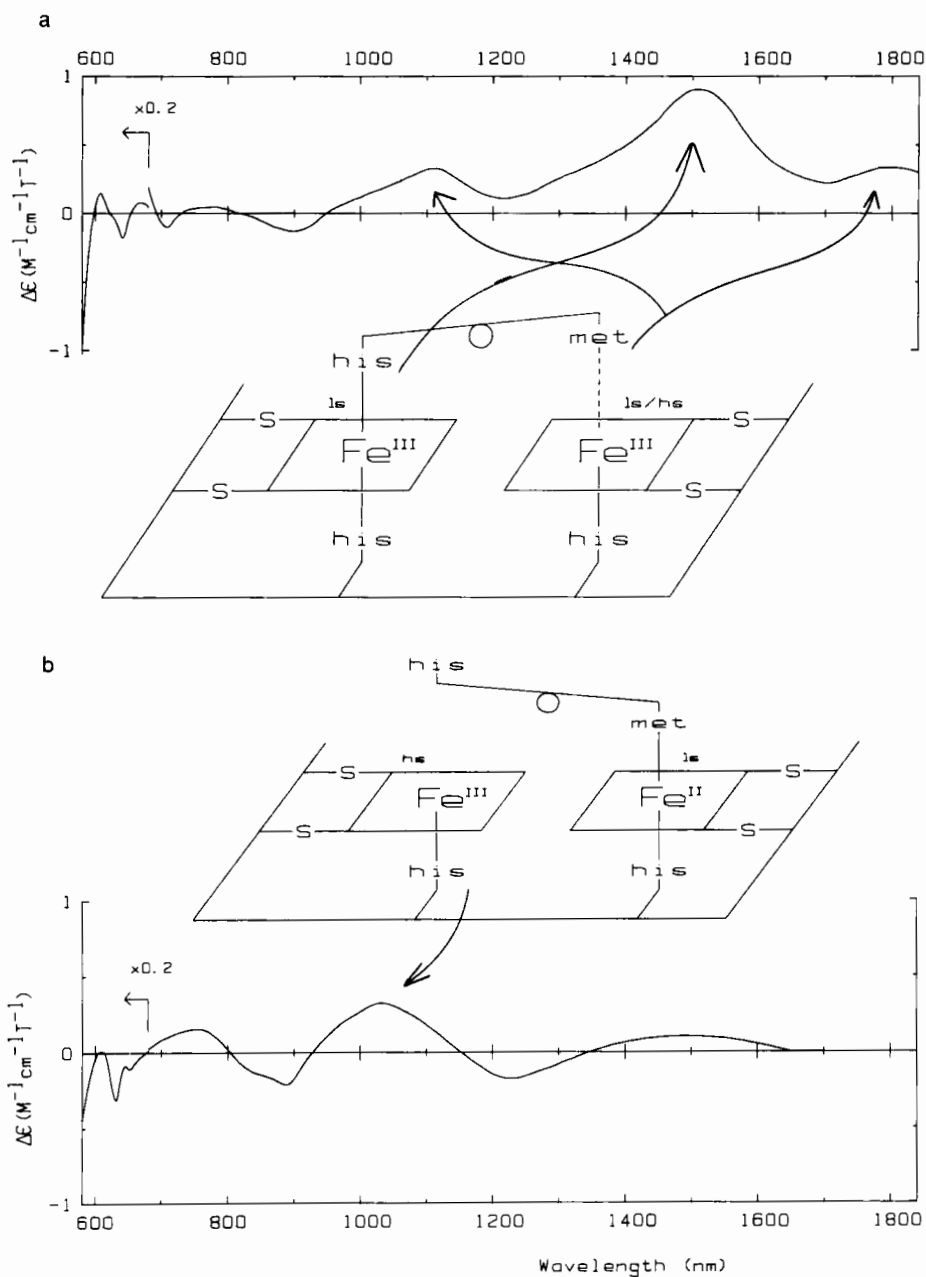 a
600 800 1000 1200 1400 1600 1800
1
×0.2
0
Δε (M⁻¹cm⁻¹T⁻¹)
-1
his met
ls ls/hs
S S
Fe^III Fe^III
S S
his his
b
his
met
hs ls
S S
Fe^III Fe^II
S S
his his
1
×0.2
0
Δε (M⁻¹cm⁻¹T⁻¹)
-1
600 800 1000 1200 1400 1600 1800
Wavelength (nm)